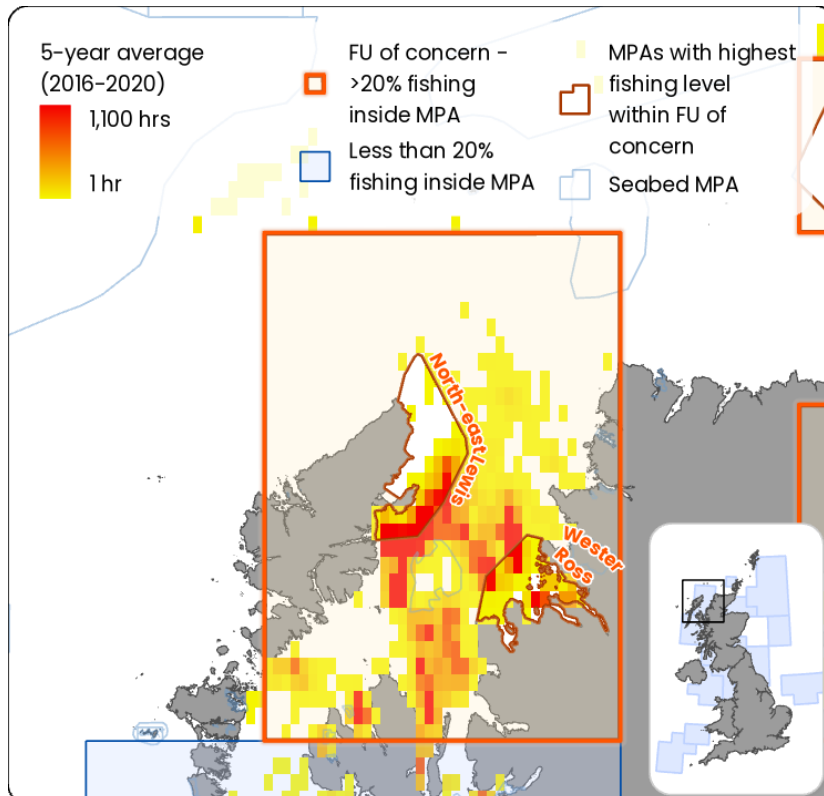 5-year average
(2016-2020)
1,100 hrs
1 hr
FU of concern -
>20% fishing
inside MPA
Less than 20%
fishing inside MPA
MPAs with highest
fishing level
within FU of
concern
Seabed MPA
North-east Lewis
Wester
Ross